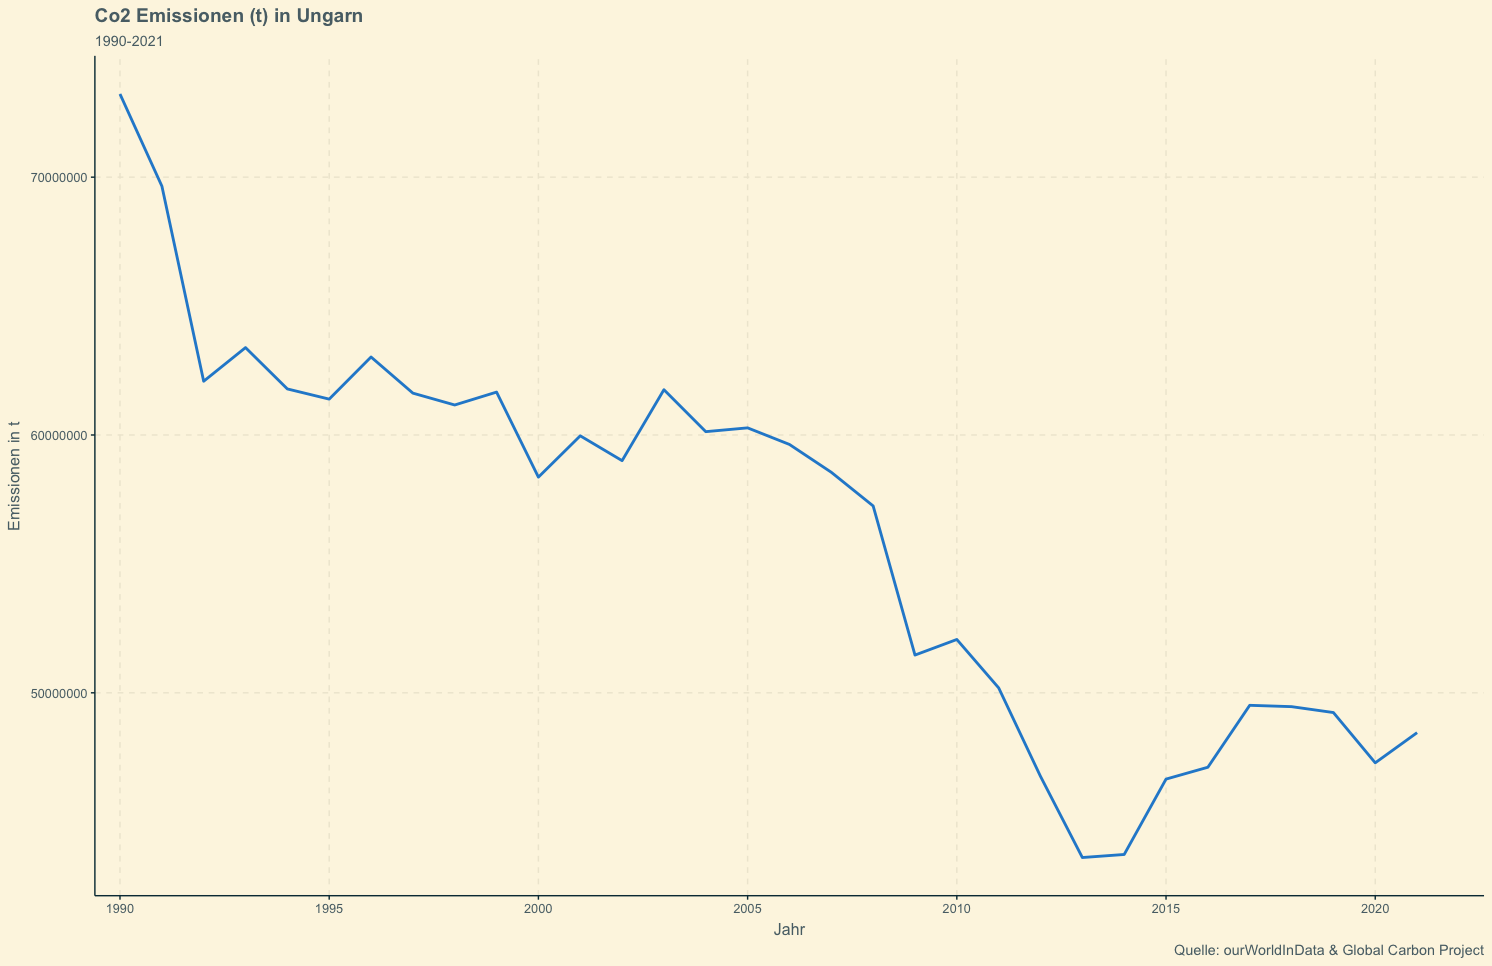 Co2 Emissionen (t) in Ungarn
1990-2021
Emissionen in t
70000000
60000000
50000000
1990 1995 2000 2005 2010 2015 2020
Jahr
Quelle: ourWorldInData & Global Carbon Project